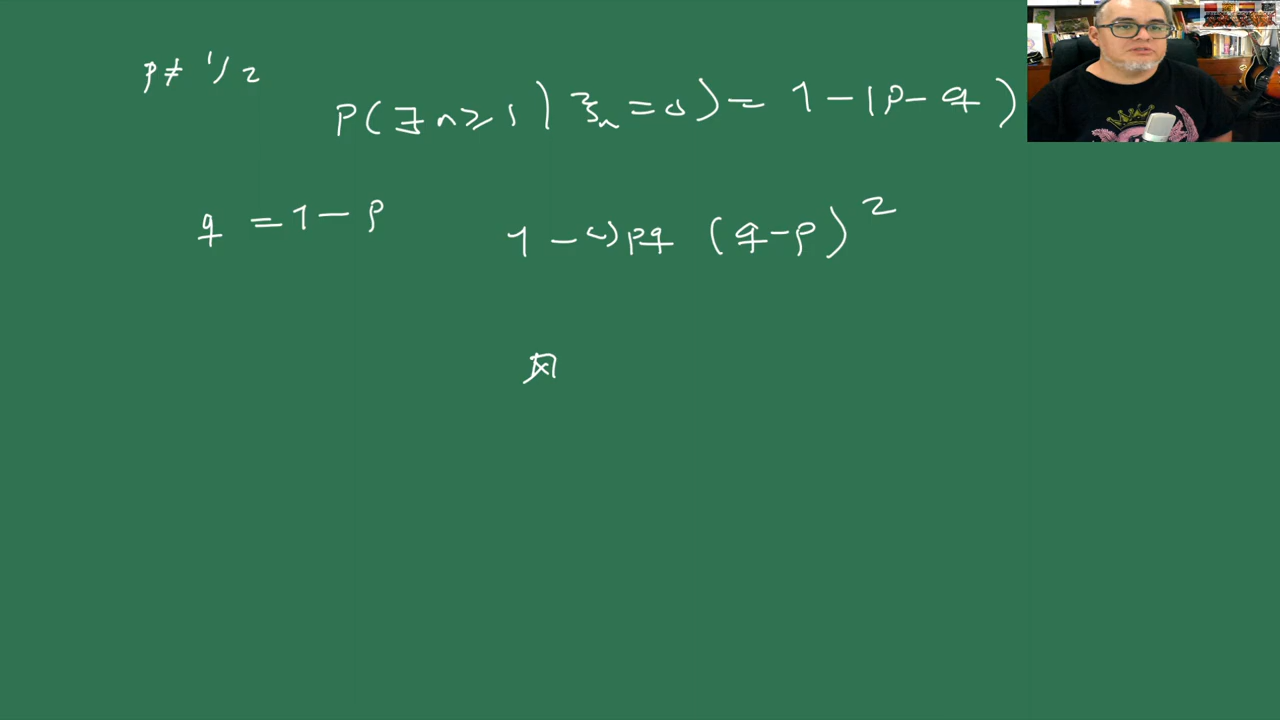 p ≠ 1/2
P(∃ n ≥ 1 | ξₙ = 0) = 1 − |p − q|
q = 1 − p
1 − 4pq (q − p)²